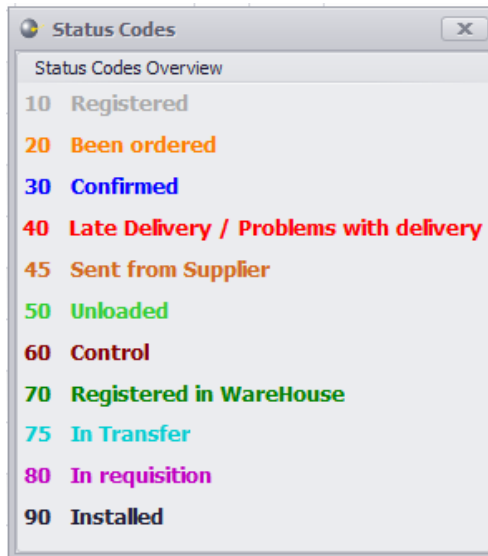 Status Codes
Status Codes Overview
10 Registered
20 Been ordered
30 Confirmed
40 Late Delivery / Problems with delivery
45 Sent from Supplier
50 Unloaded
60 Control
70 Registered in WareHouse
75 In Transfer
80 In requisition
90 Installed